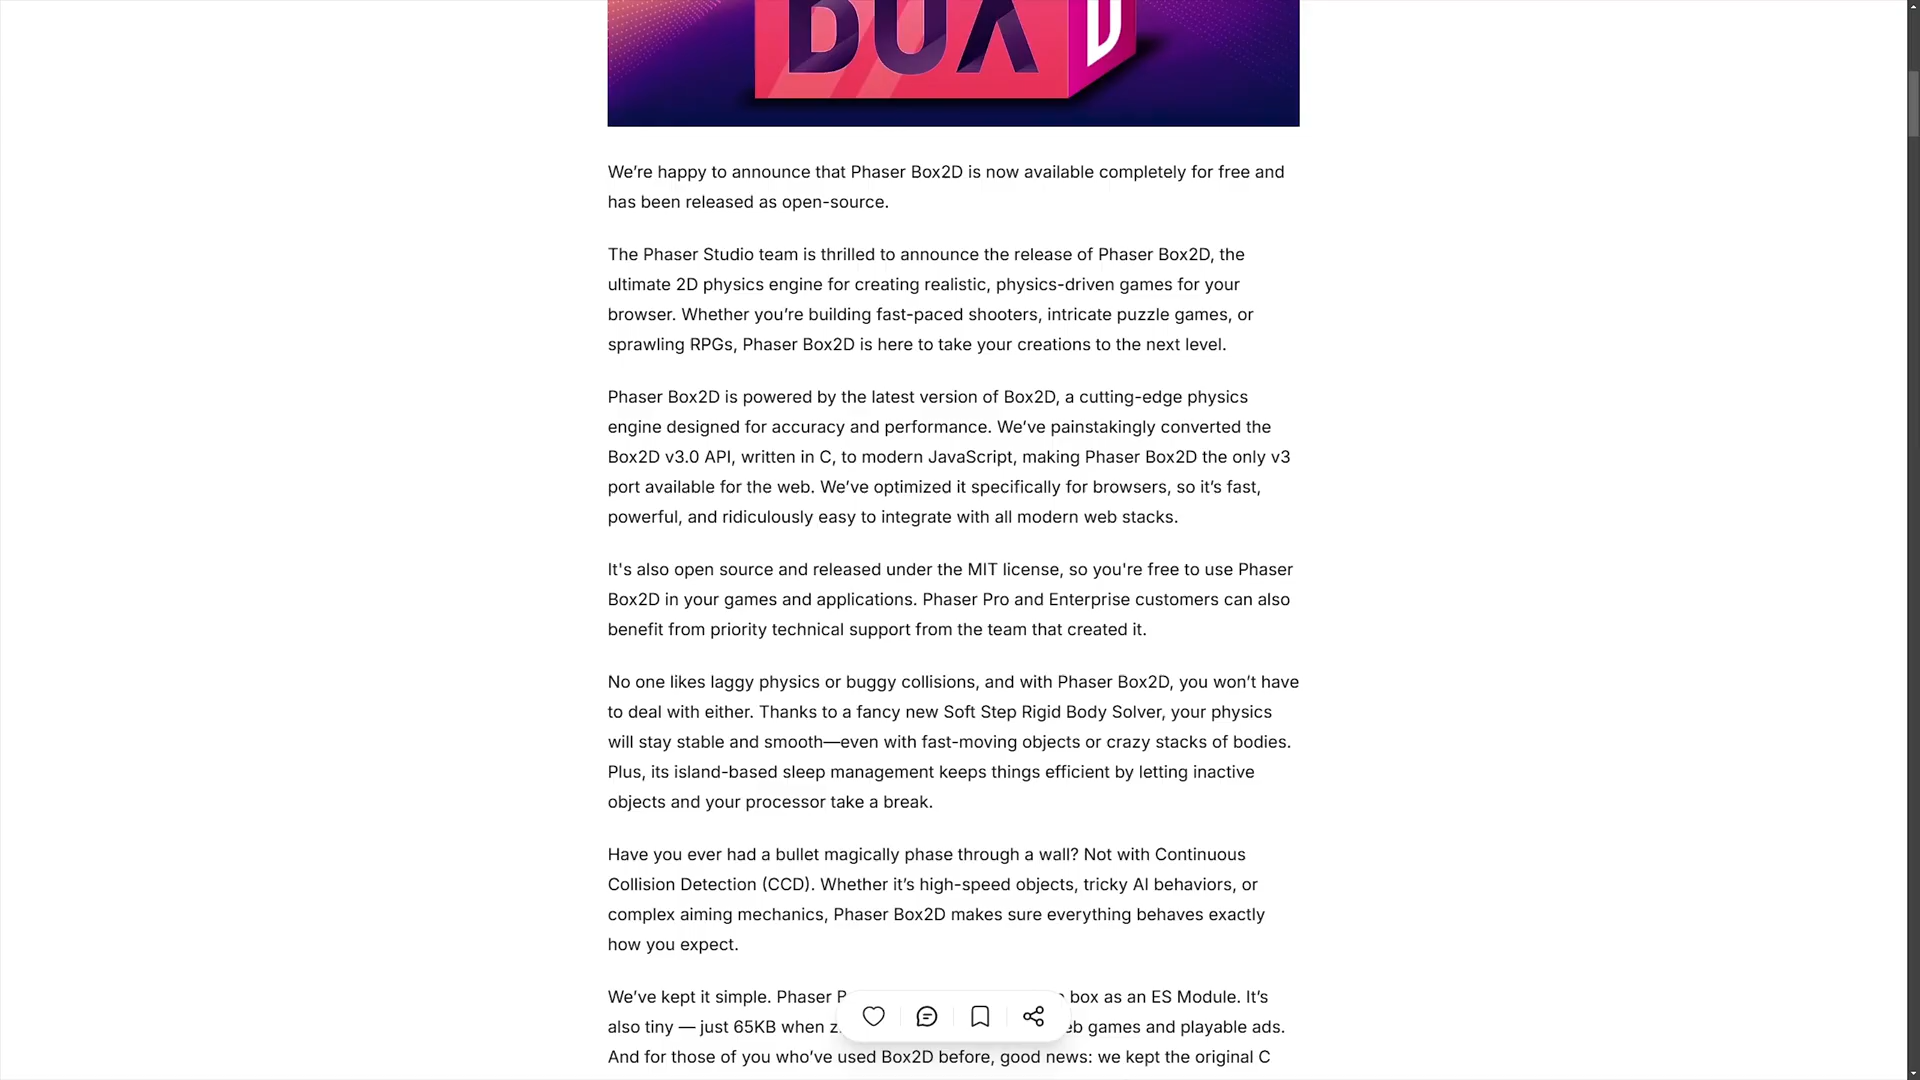 BOX D
We’re happy to announce that Phaser Box2D is now available completely for free and
has been released as open-source.
The Phaser Studio team is thrilled to announce the release of Phaser Box2D, the
ultimate 2D physics engine for creating realistic, physics-driven games for your
browser. Whether you’re building fast-paced shooters, intricate puzzle games, or
sprawling RPGs, Phaser Box2D is here to take your creations to the next level.
Phaser Box2D is powered by the latest version of Box2D, a cutting-edge physics
engine designed for accuracy and performance. We’ve painstakingly converted the
Box2D v3.0 API, written in C, to modern JavaScript, making Phaser Box2D the only v3
port available for the web. We’ve optimized it specifically for browsers, so it’s fast,
powerful, and ridiculously easy to integrate with all modern web stacks.
It's also open source and released under the MIT license, so you're free to use Phaser
Box2D in your games and applications. Phaser Pro and Enterprise customers can also
benefit from priority technical support from the team that created it.
No one likes laggy physics or buggy collisions, and with Phaser Box2D, you won’t have
to deal with either. Thanks to a fancy new Soft Step Rigid Body Solver, your physics
will stay stable and smooth—even with fast-moving objects or crazy stacks of bodies.
Plus, its island-based sleep management keeps things efficient by letting inactive
objects and your processor take a break.
Have you ever had a bullet magically phase through a wall? Not with Continuous
Collision Detection (CCD). Whether it’s high-speed objects, tricky AI behaviors, or
complex aiming mechanics, Phaser Box2D makes sure everything behaves exactly
how you expect.
We’ve kept it simple. Phaser box as an ES Module. It’s
also tiny — just 65KB when games and playable ads.
And for those of you who’ve used Box2D before, good news: we kept the original C